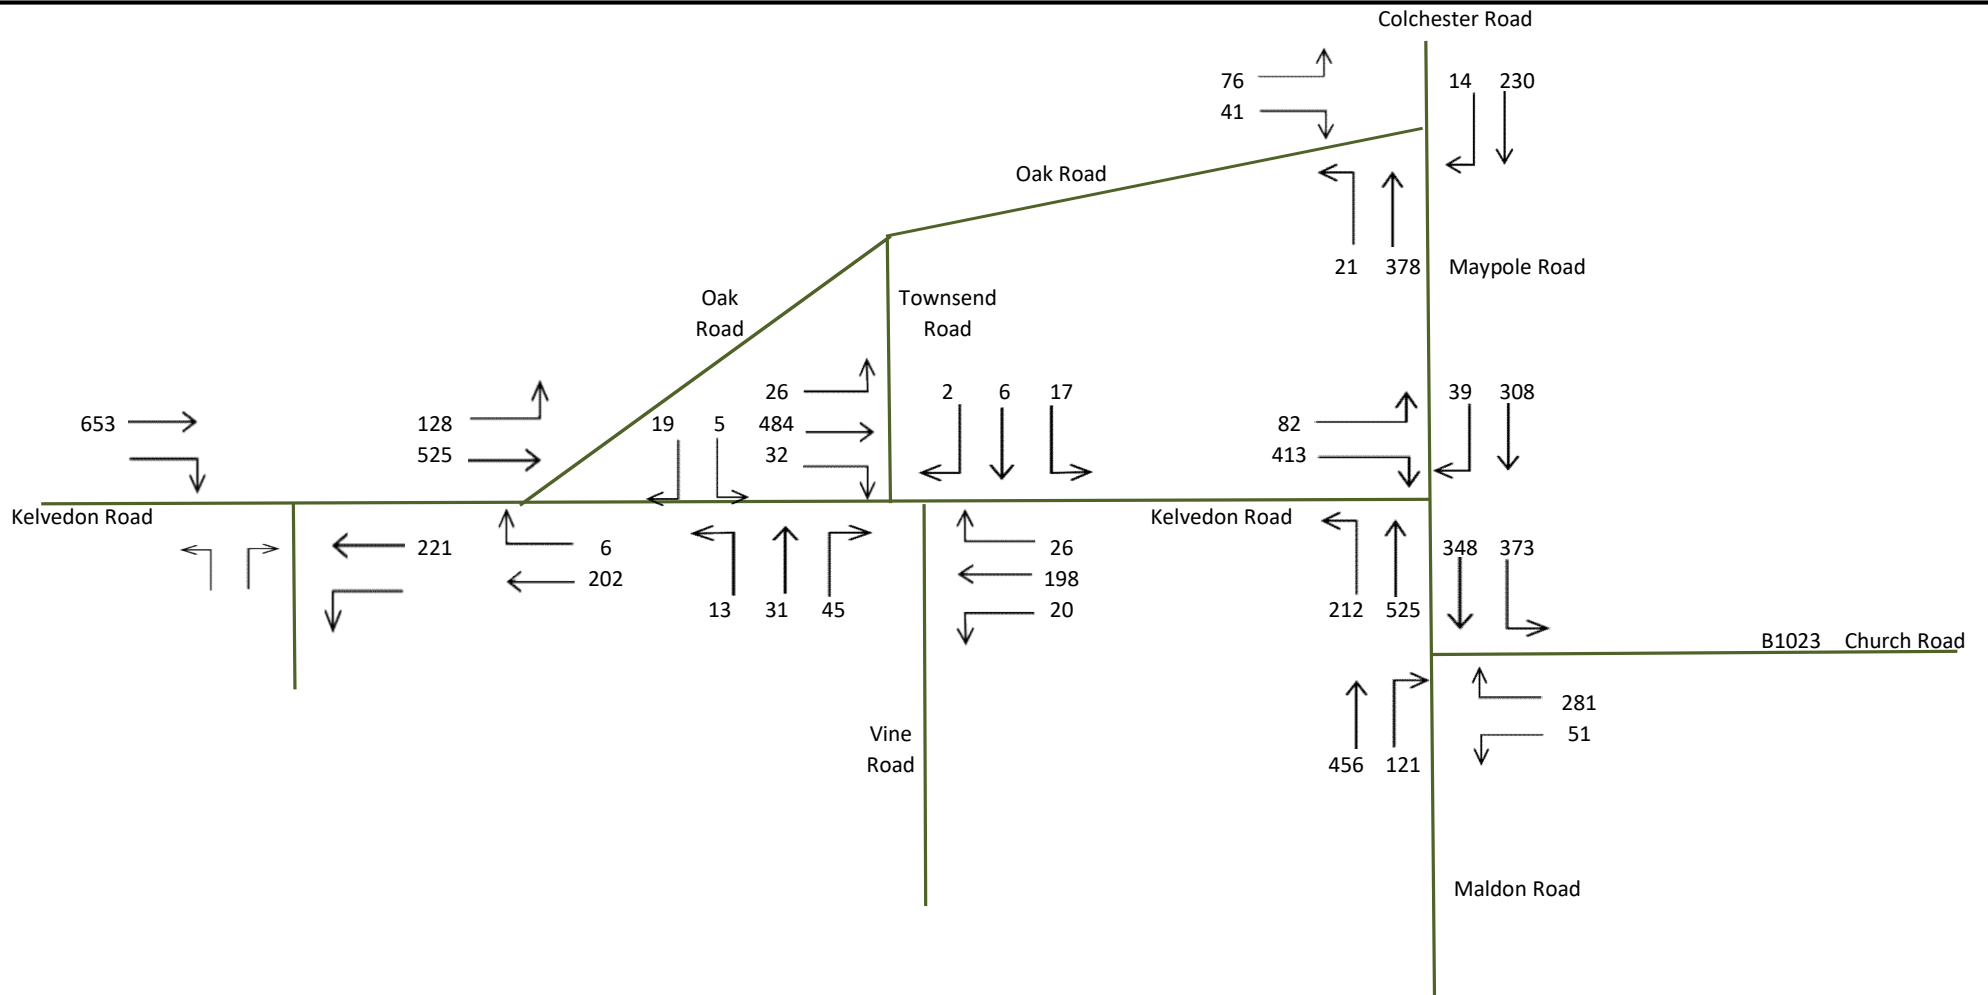 Colchester Road
76
14 230
41
Oak Road
21 378 Maypole Road
Oak
Road
Townsend
Road
26 2 6 17 82 39 308
653 128 19 5 484
525 32 413
Kelvedon Road Kelvedon Road
221 6 26 348 373
202 198
13 31 45 20 212 525
B1023 Church Road
281
Vine
Road
51
456 121
Maldon Road